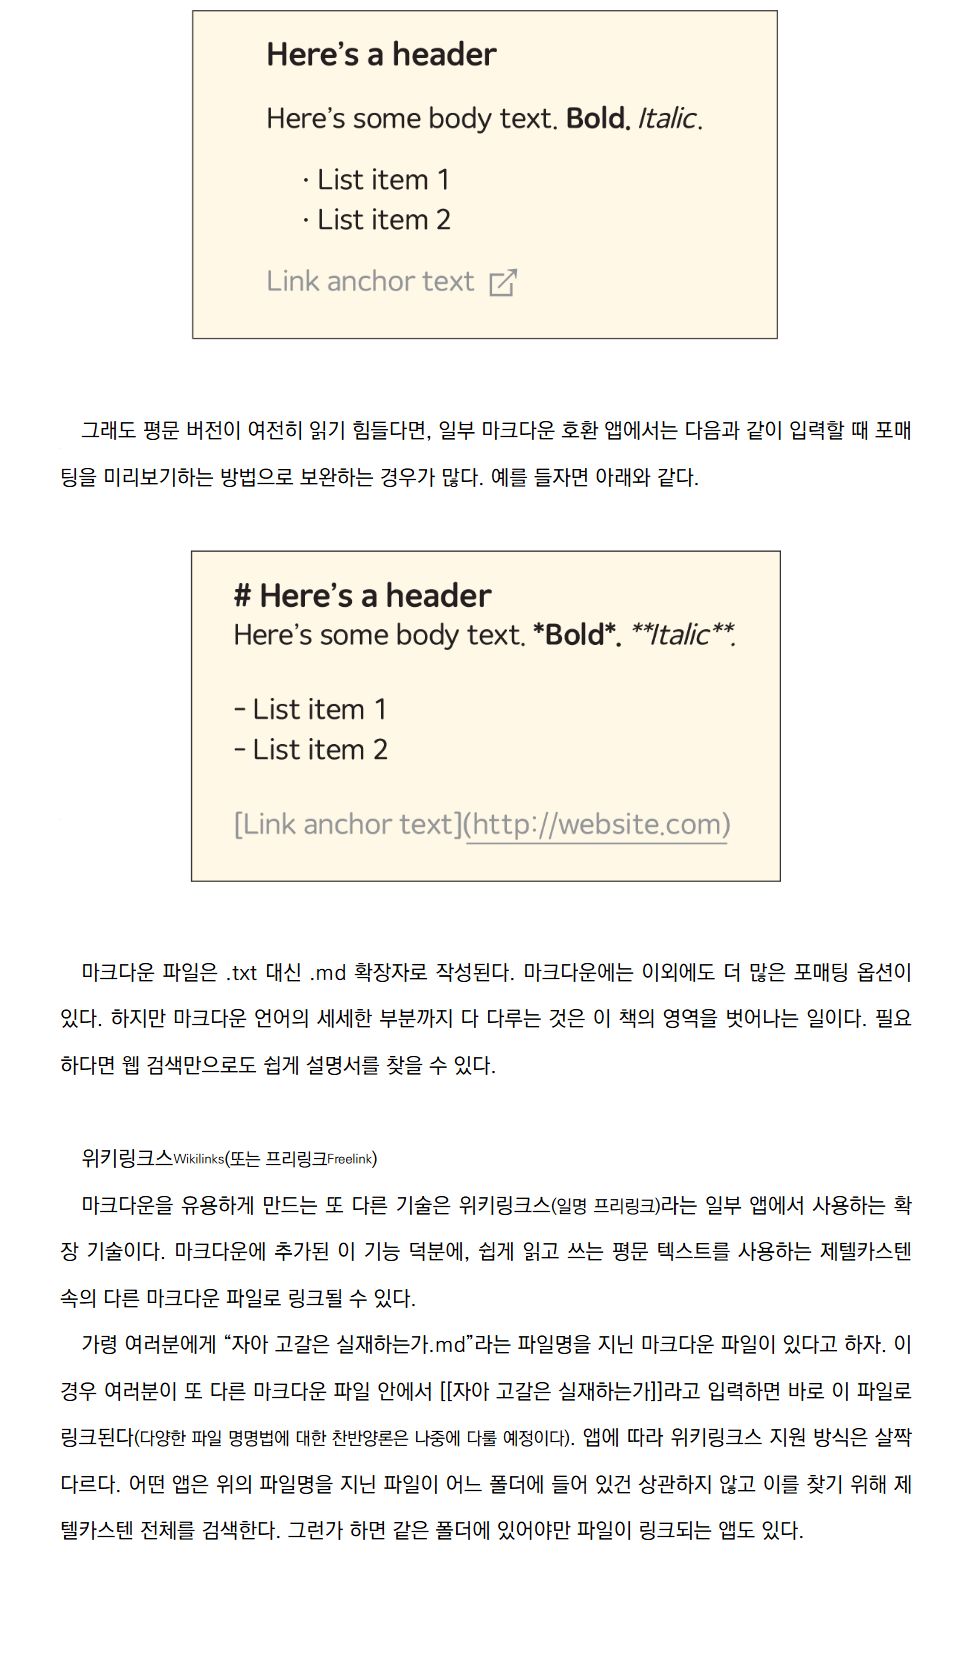 Here’s a header
Here’s some body text. Bold. Italic.
· List item 1
· List item 2
Link anchor text
그래도 평문 버전이 여전히 읽기 힘들다면, 일부 마크다운 호환 앱에서는 다음과 같이 입력할 때 포매
팅을 미리보기하는 방법으로 보완하는 경우가 많다. 예를 들자면 아래와 같다.
# Here’s a header
Here’s some body text. *Bold*. **Italic**.
- List item 1
- List item 2
[Link anchor text](http://website.com)
마크다운 파일은 .txt 대신 .md 확장자로 작성된다. 마크다운에는 이외에도 더 많은 포매팅 옵션이
있다. 하지만 마크다운 언어의 세세한 부분까지 다 다루는 것은 이 책의 영역을 벗어나는 일이다. 필요
하다면 웹 검색만으로도 쉽게 설명서를 찾을 수 있다.
위키링크스Wikilinks(또는 프리링크Freelink)
마크다운을 유용하게 만드는 또 다른 기술은 위키링크스(일명 프리링크)라는 일부 앱에서 사용하는 확
장 기술이다. 마크다운에 추가된 이 기능 덕분에, 쉽게 읽고 쓰는 평문 텍스트를 사용하는 제텔카스텐
속의 다른 마크다운 파일로 링크될 수 있다.
가령 여러분에게 “자아 고갈은 실재하는가.md”라는 파일명을 지닌 마크다운 파일이 있다고 하자. 이
경우 여러분이 또 다른 마크다운 파일 안에서 [[자아 고갈은 실재하는가]]라고 입력하면 바로 이 파일로
링크된다(다양한 파일 명명법에 대한 찬반양론은 나중에 다룰 예정이다). 앱에 따라 위키링크스 지원 방식은 살짝
다르다. 어떤 앱은 위의 파일명을 지닌 파일이 어느 폴더에 들어 있건 상관하지 않고 이를 찾기 위해 제
텔카스텐 전체를 검색한다. 그런가 하면 같은 폴더에 있어야만 파일이 링크되는 앱도 있다.